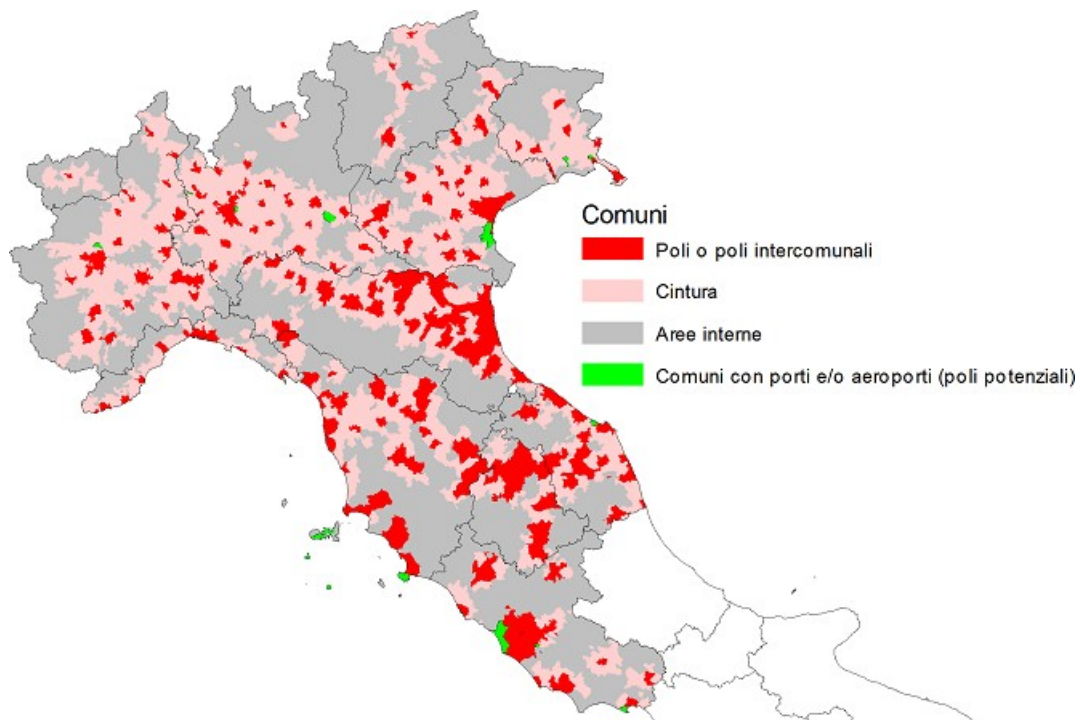 Comuni
Poli o poli intercomunali
Cintura
Aree interne
Comuni con porti e/o aeroporti (poli potenziali)